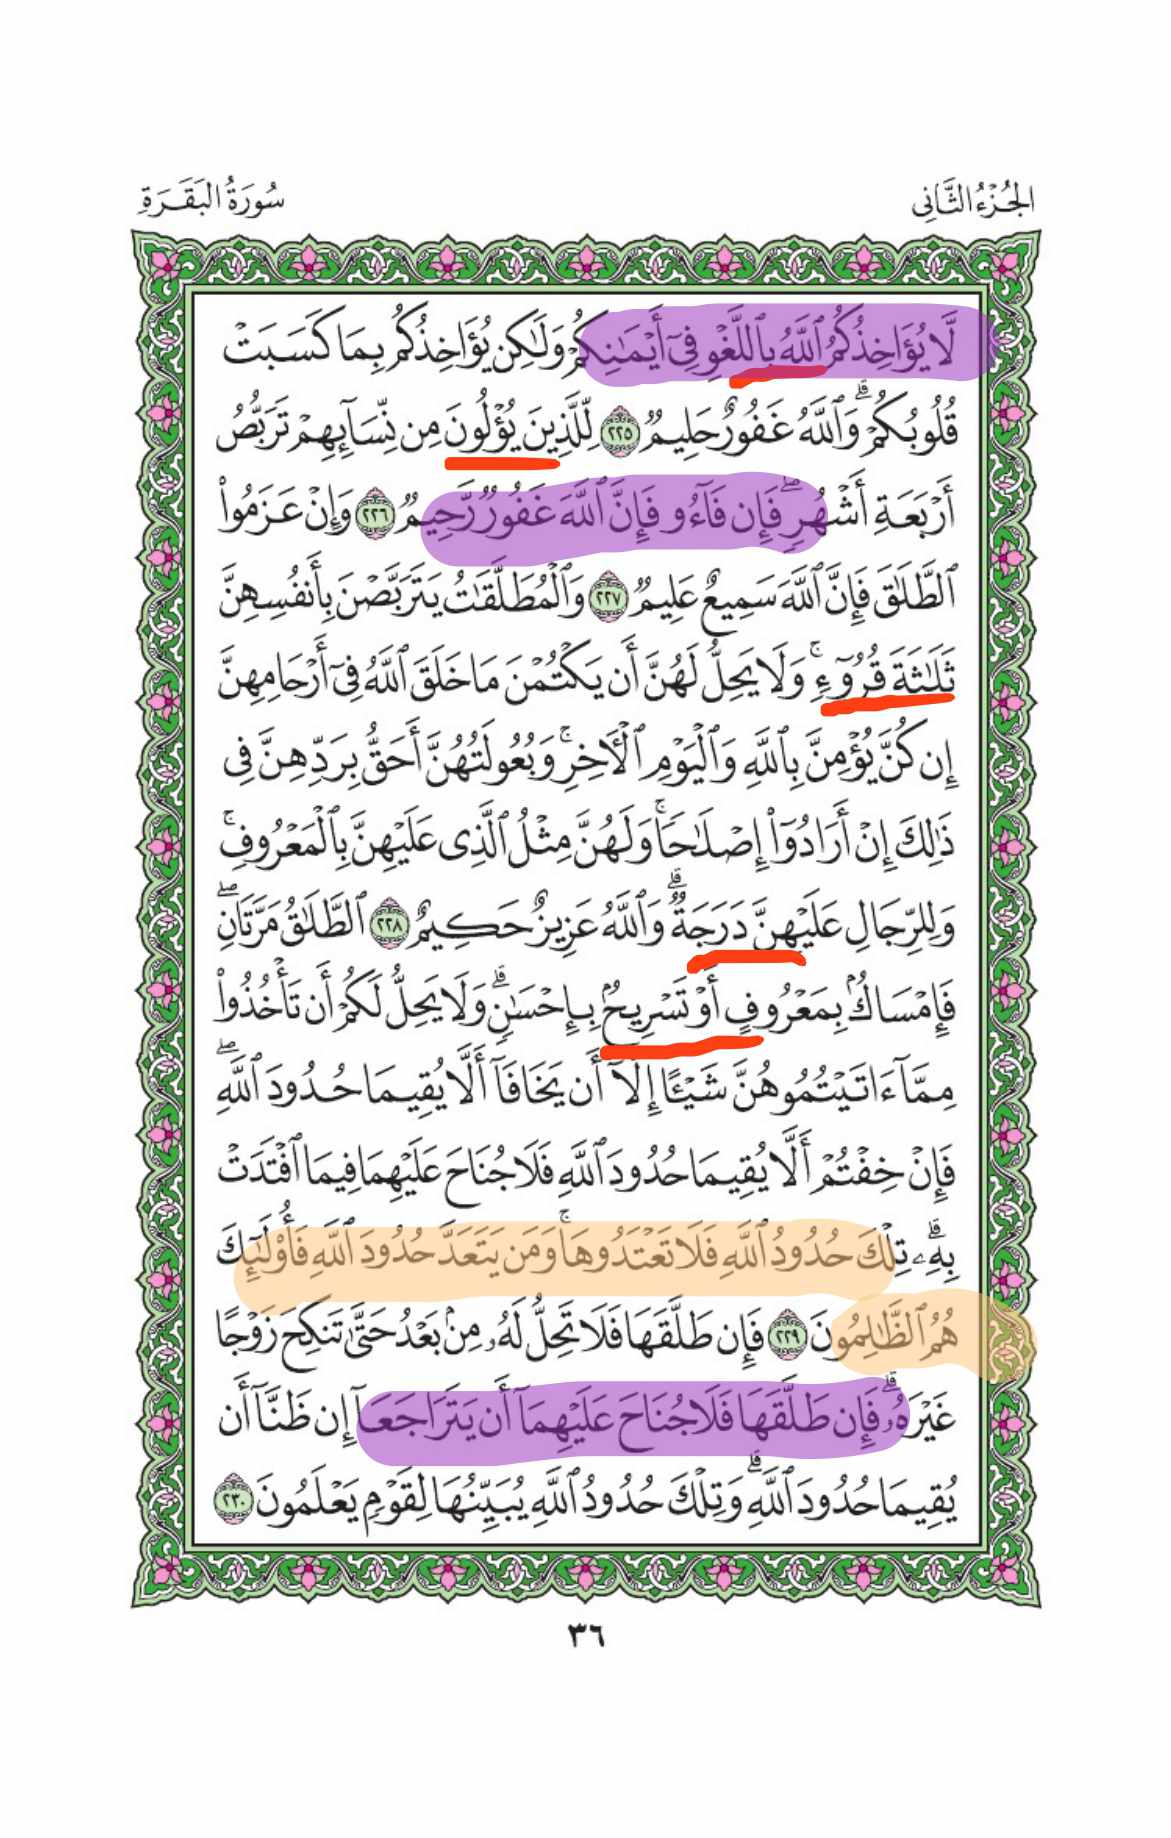 الجُزْءُ الثَّانِى
سُورَةُ البَقَرَةِ
لَّا يُؤَاخِذُكُمُ ٱللَّهُ بِٱللَّغْوِ فِىٓ أَيْمَٰنِكُمْ وَلَٰكِن يُؤَاخِذُكُم بِمَا كَسَبَتْ
قُلُوبُكُمْ ۗ وَٱللَّهُ غَفُورٌ حَلِيمٌ ٢٢٥ لِّلَّذِينَ يُؤْلُونَ مِن نِّسَآئِهِمْ تَرَبُّصُ
أَرْبَعَةِ أَشْهُرٍ ۖ فَإِن فَآءُو فَإِنَّ ٱللَّهَ غَفُورٌ رَّحِيمٌ ٢٢٦ وَإِنْ عَزَمُوا۟
ٱلطَّلَٰقَ فَإِنَّ ٱللَّهَ سَمِيعٌ عَلِيمٌ ٢٢٧ وَٱلْمُطَلَّقَٰتُ يَتَرَبَّصْنَ بِأَنفُسِهِنَّ
ثَلَٰثَةَ قُرُوٓءٍ ۚ وَلَا يَحِلُّ لَهُنَّ أَن يَكْتُمْنَ مَا خَلَقَ ٱللَّهُ فِىٓ أَرْحَامِهِنَّ
إِن كُنَّ يُؤْمِنَّ بِٱللَّهِ وَٱلْيَوْمِ ٱلْأَخِرِ ۚ وَبُعُولَتُهُنَّ أَحَقُّ بِرَدِّهِنَّ فِى
ذَٰلِكَ إِنْ أَرَادُوٓا۟ إِصْلَٰحًا ۚ وَلَهُنَّ مِثْلُ ٱلَّذِى عَلَيْهِنَّ بِٱلْمَعْرُوفِ ۚ
وَلِلرِّجَالِ عَلَيْهِنَّ دَرَجَةٌ ۗ وَٱللَّهُ عَزِيزٌ حَكِيمٌ ٢٢٨ ٱلطَّلَٰقُ مَرَّتَانِ ۖ
فَإِمْسَاكٌۢ بِمَعْرُوفٍ أَوْ تَسْرِيحٌۢ بِإِحْسَٰنٍ ۗ وَلَا يَحِلُّ لَكُمْ أَن تَأْخُذُوا۟
مِمَّآ ءَاتَيْتُمُوهُنَّ شَيْـًٔا إِلَّآ أَن يَخَافَآ أَلَّا يُقِيمَا حُدُودَ ٱللَّهِ ۖ
فَإِنْ خِفْتُمْ أَلَّا يُقِيمَا حُدُودَ ٱللَّهِ فَلَا جُنَاحَ عَلَيْهِمَا فِيمَا ٱفْتَدَتْ
بِهِۦ ۗ تِلْكَ حُدُودُ ٱللَّهِ فَلَا تَعْتَدُوهَا ۚ وَمَن يَتَعَدَّ حُدُودَ ٱللَّهِ فَأُو۟لَٰٓئِكَ
هُمُ ٱلظَّٰلِمُونَ ٢٢٩ فَإِن طَلَّقَهَا فَلَا تَحِلُّ لَهُۥ مِنۢ بَعْدُ حَتَّىٰ تَنكِحَ زَوْجًا
غَيْرَهُۥ ۗ فَإِن طَلَّقَهَا فَلَا جُنَاحَ عَلَيْهِمَآ أَن يَتَرَاجَعَآ إِن ظَنَّآ أَن
يُقِيمَا حُدُودَ ٱللَّهِ ۗ وَتِلْكَ حُدُودُ ٱللَّهِ يُبَيِّنُهَا لِقَوْمٍ يَعْلَمُونَ ٢٣٠
٣٦